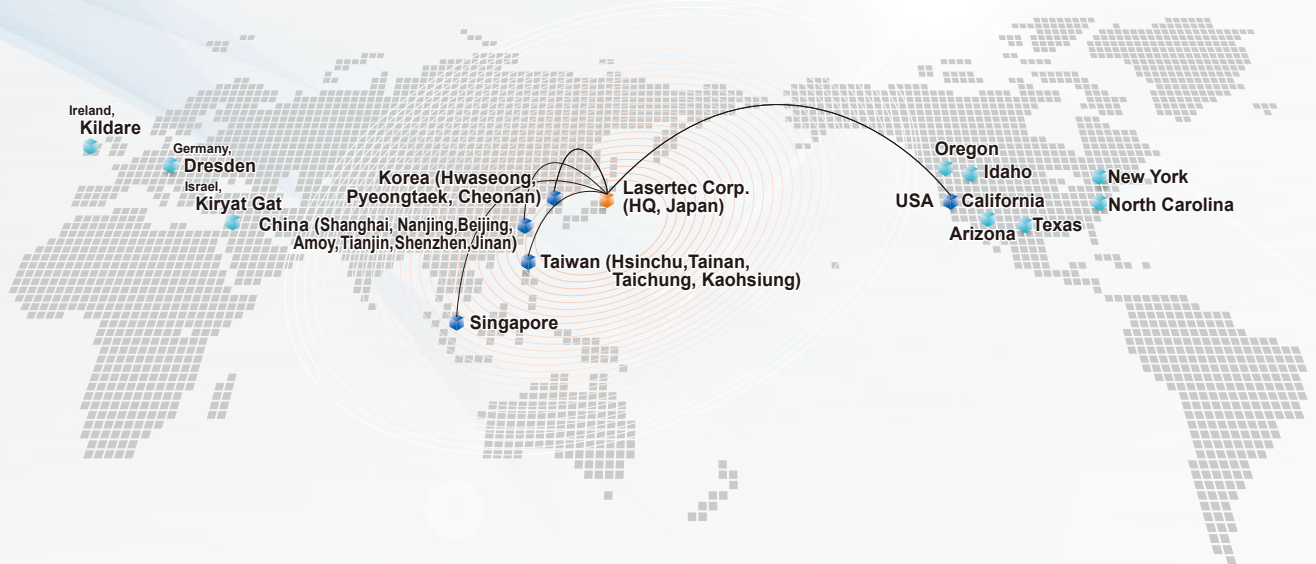 Ireland,
Kildare
Germany,
Dresden
Israel,
Kiryat Gat
Korea (Hwaseong,
Pyeongtaek, Cheonan)
China (Shanghai, Nanjing,Beijing,
Amoy,Tianjin,Shenzhen,Jinan)
Lasertec Corp.
(HQ, Japan)
Taiwan (Hsinchu,Tainan,
Taichung, Kaohsiung)
Singapore
Oregon
Idaho
USA
California
Arizona
Texas
New York
North Carolina